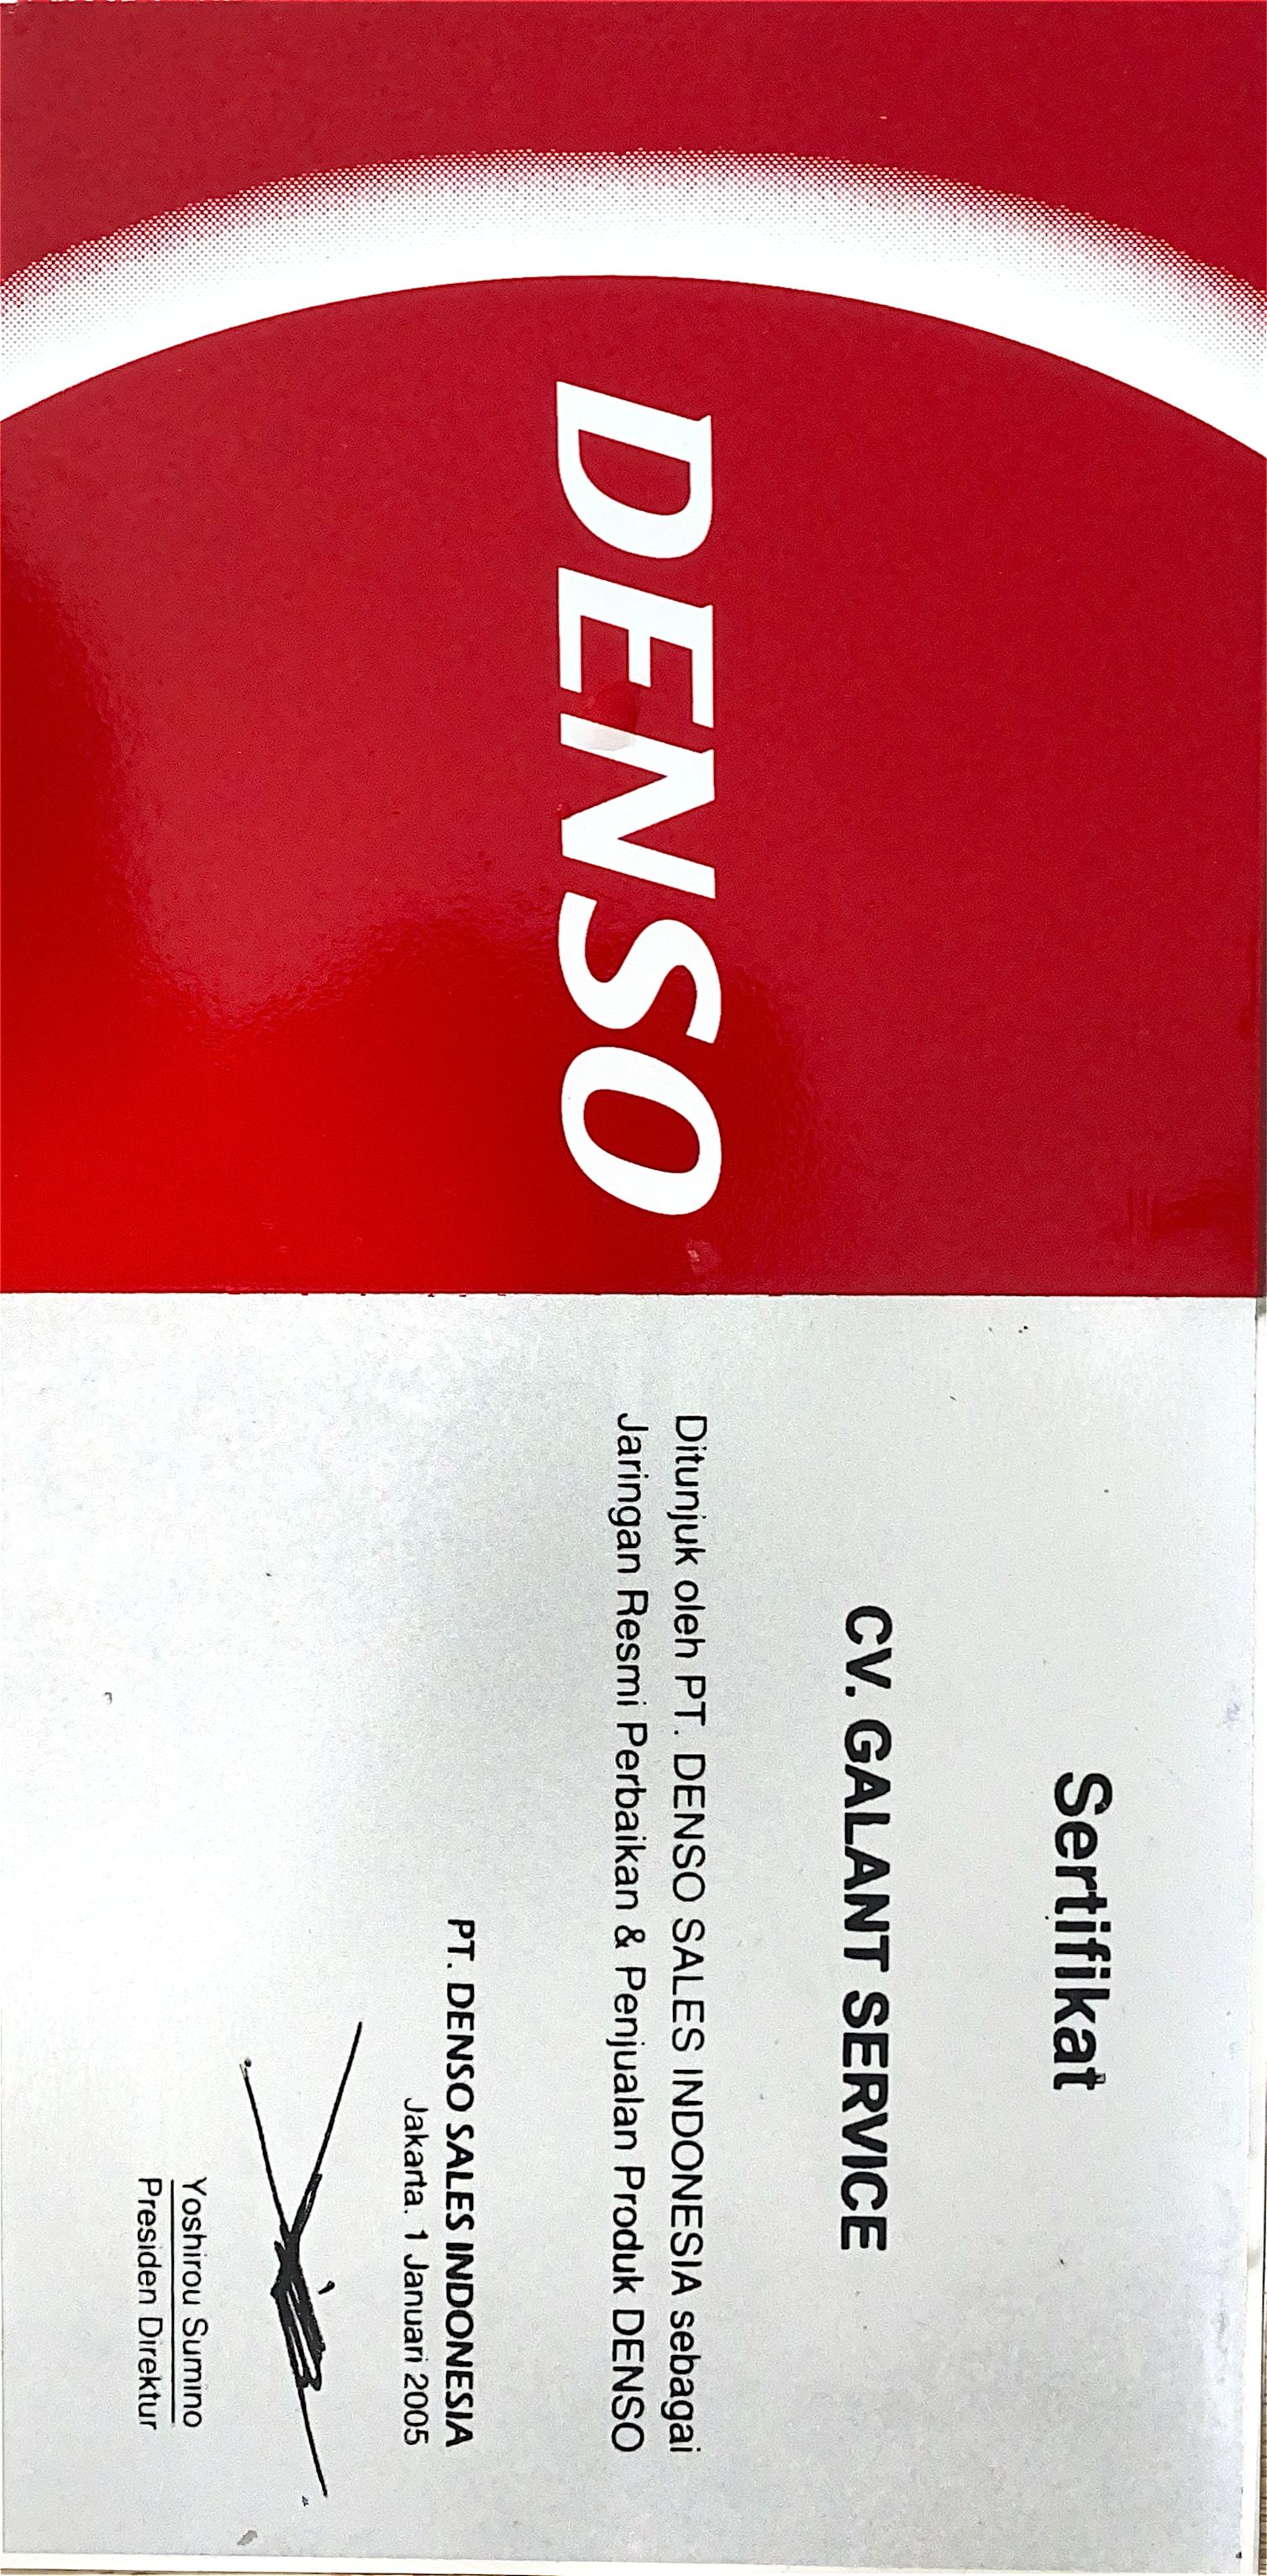 DENSO
Sertifikat
CV. GALANT SERVICE
Ditunjuk oleh PT. DENSO SALES INDONESIA sebagai
Jaringan Resmi Perbaikan & Penjualan Produk DENSO
PT. DENSO SALES INDONESIA
Jakarta. 1 Januari 2005
Yoshirou Sumino
Presiden Direktur